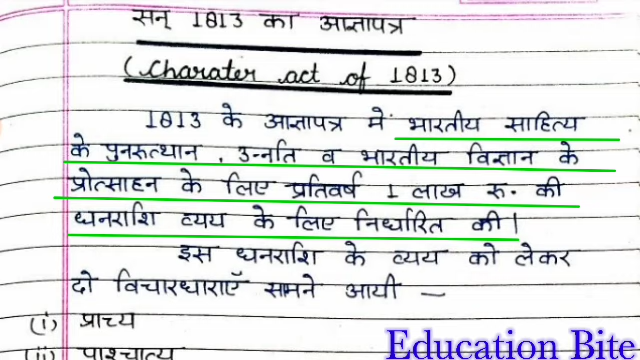 सन् 1813 का आज्ञापत्र
(Charater act of 1813)
1813 के आज्ञापत्र में भारतीय साहित्य
के पुनरुत्थान, उन्नति व भारतीय विज्ञान के
प्रोत्साहन के लिए प्रतिवर्ष 1 लाख रु. की
धनराशि व्यय के लिए निर्धारित की।
इस धनराशि के व्यय को लेकर
दो विचारधाराएँ सामने आयी –
(i) प्राच्य
(ii) पाश्चात्य
Education Bite